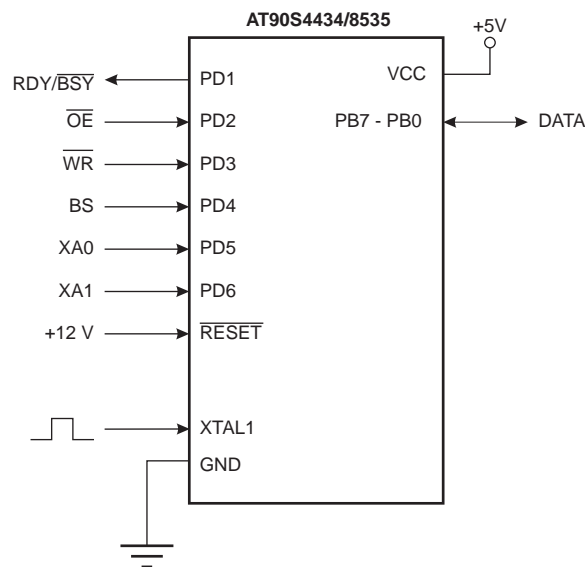 AT90S4434/8535
+5V
RDY/BSY
PD1
VCC
OE
PD2
PB7 - PB0
DATA
WR
PD3
BS
PD4
XA0
PD5
XA1
PD6
+12 V
RESET
XTAL1
GND